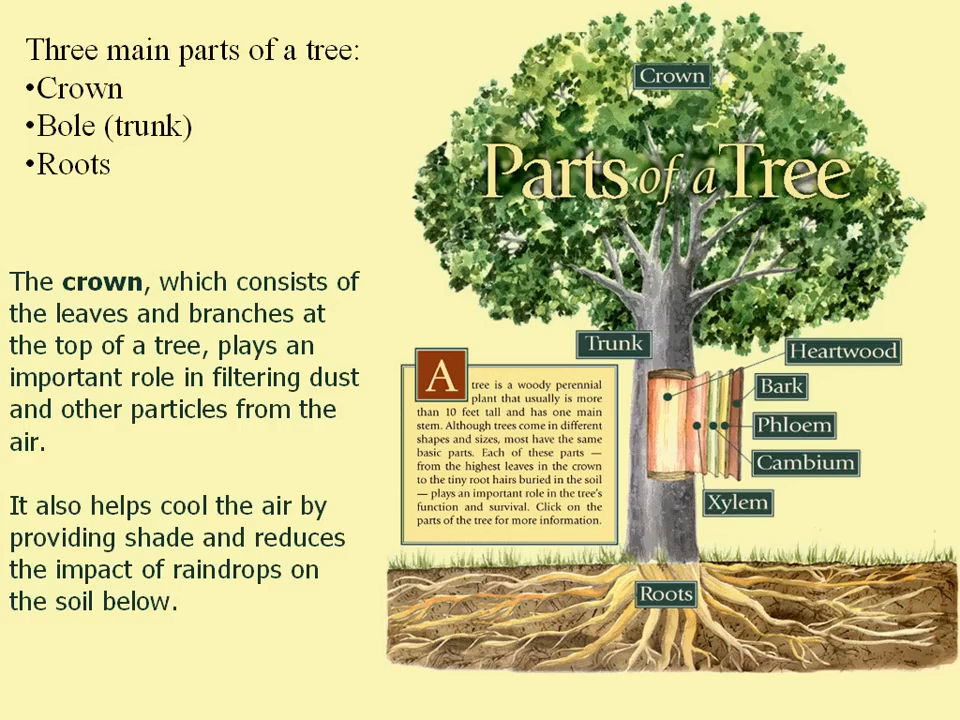 Three main parts of a tree:
•Crown
•Bole (trunk)
•Roots
The crown, which consists of
the leaves and branches at
the top of a tree, plays an
important role in filtering dust
and other particles from the
air.
It also helps cool the air by
providing shade and reduces
the impact of raindrops on
the soil below.
Crown
Parts of a Tree
Trunk
Heartwood
Bark
Phloem
Cambium
Xylem
A tree is a woody perennial
plant that usually is more
than 10 feet tall and has one main
stem. Although trees come in different
shapes and sizes, most have the same
basic parts. Each of these parts —
from the highest leaves in the crown
to the tiny root hairs buried in the soil
— plays an important role in the tree's
function and survival. Click on the
parts of the tree for more information.
Roots